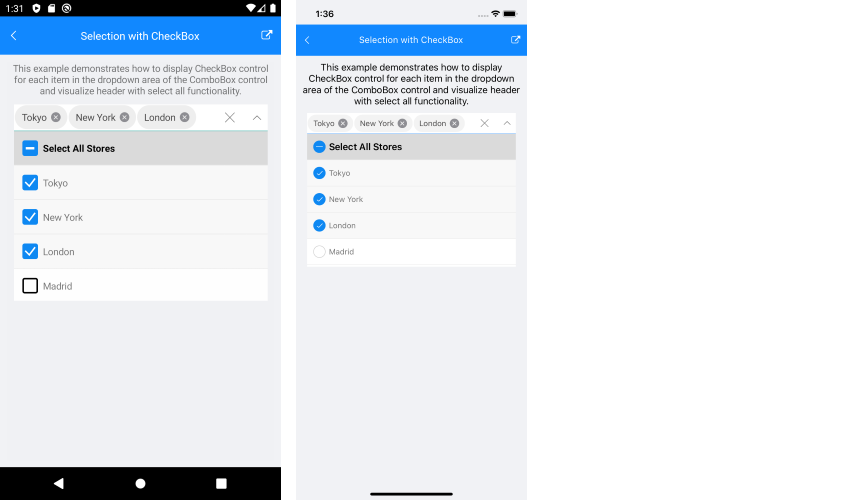 1:31
Selection with CheckBox
This example demonstrates how to display CheckBox control
for each item in the dropdown area of the ComboBox control
and visualize header with select all functionality.
Tokyo New York London
Select All Stores
Tokyo
New York
London
Madrid
1:36
Selection with CheckBox
This example demonstrates how to display
CheckBox control for each item in the dropdown
area of the ComboBox control and visualize header
with select all functionality.
Tokyo New York London
Select All Stores
Tokyo
New York
London
Madrid